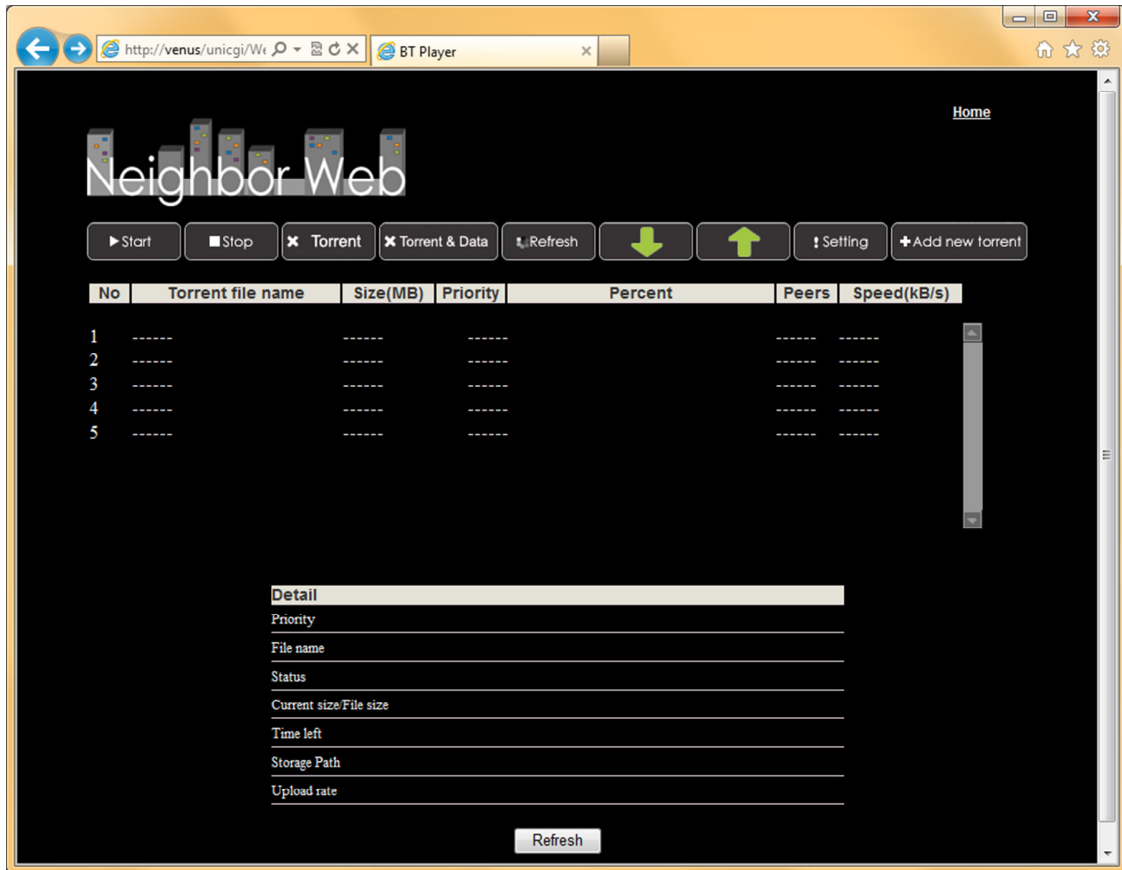 http://venus/unicgi/We
BT Player
Home
Neighbor Web
Start Stop Torrent Torrent & Data Refresh ! Setting Add new torrent
No Torrent file name Size(MB) Priority Percent Peers Speed(kB/s)
1 ------ ------ ------ ------ ------
2 ------ ------ ------ ------ ------
3 ------ ------ ------ ------ ------
4 ------ ------ ------ ------ ------
5 ------ ------ ------ ------ ------
Detail
Priority
File name
Status
Current size/File size
Time left
Storage Path
Upload rate
Refresh